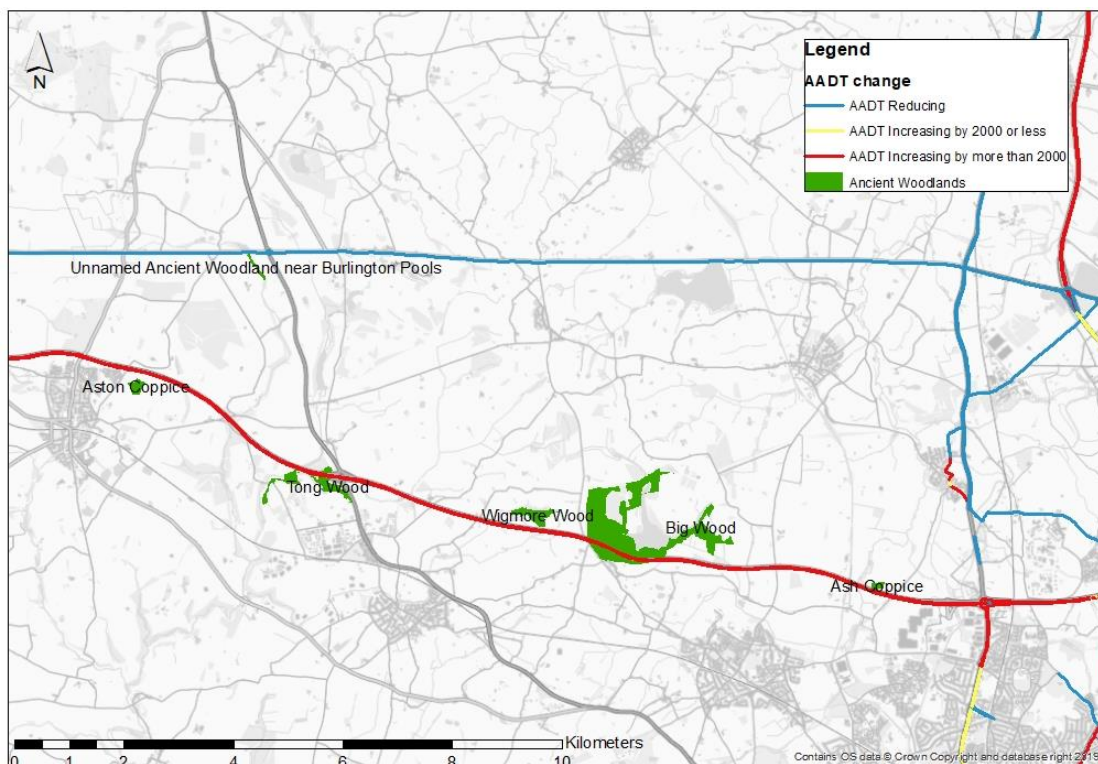 N
Legend
AADT change
AADT Reducing
AADT Increasing by 2000 or less
AADT Increasing by more than 2000
Ancient Woodlands
Unnamed Ancient Woodland near Burlington Pools
Aston Coppice
Tong Wood
Wigmore Wood
Big Wood
Ash Coppice
Kilometers
0 1 2 4 6 8 10
Contains OS data © Crown Copyright and database right